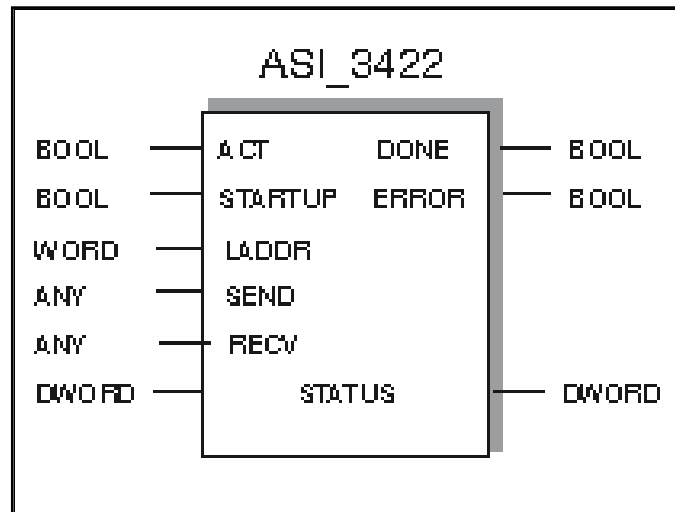 ASI_3422
BOOL ACT DONE BOOL
BOOL STARTUP ERROR BOOL
WORD LADDR
ANY SEND
ANY RECV
DWORD STATUS DWORD